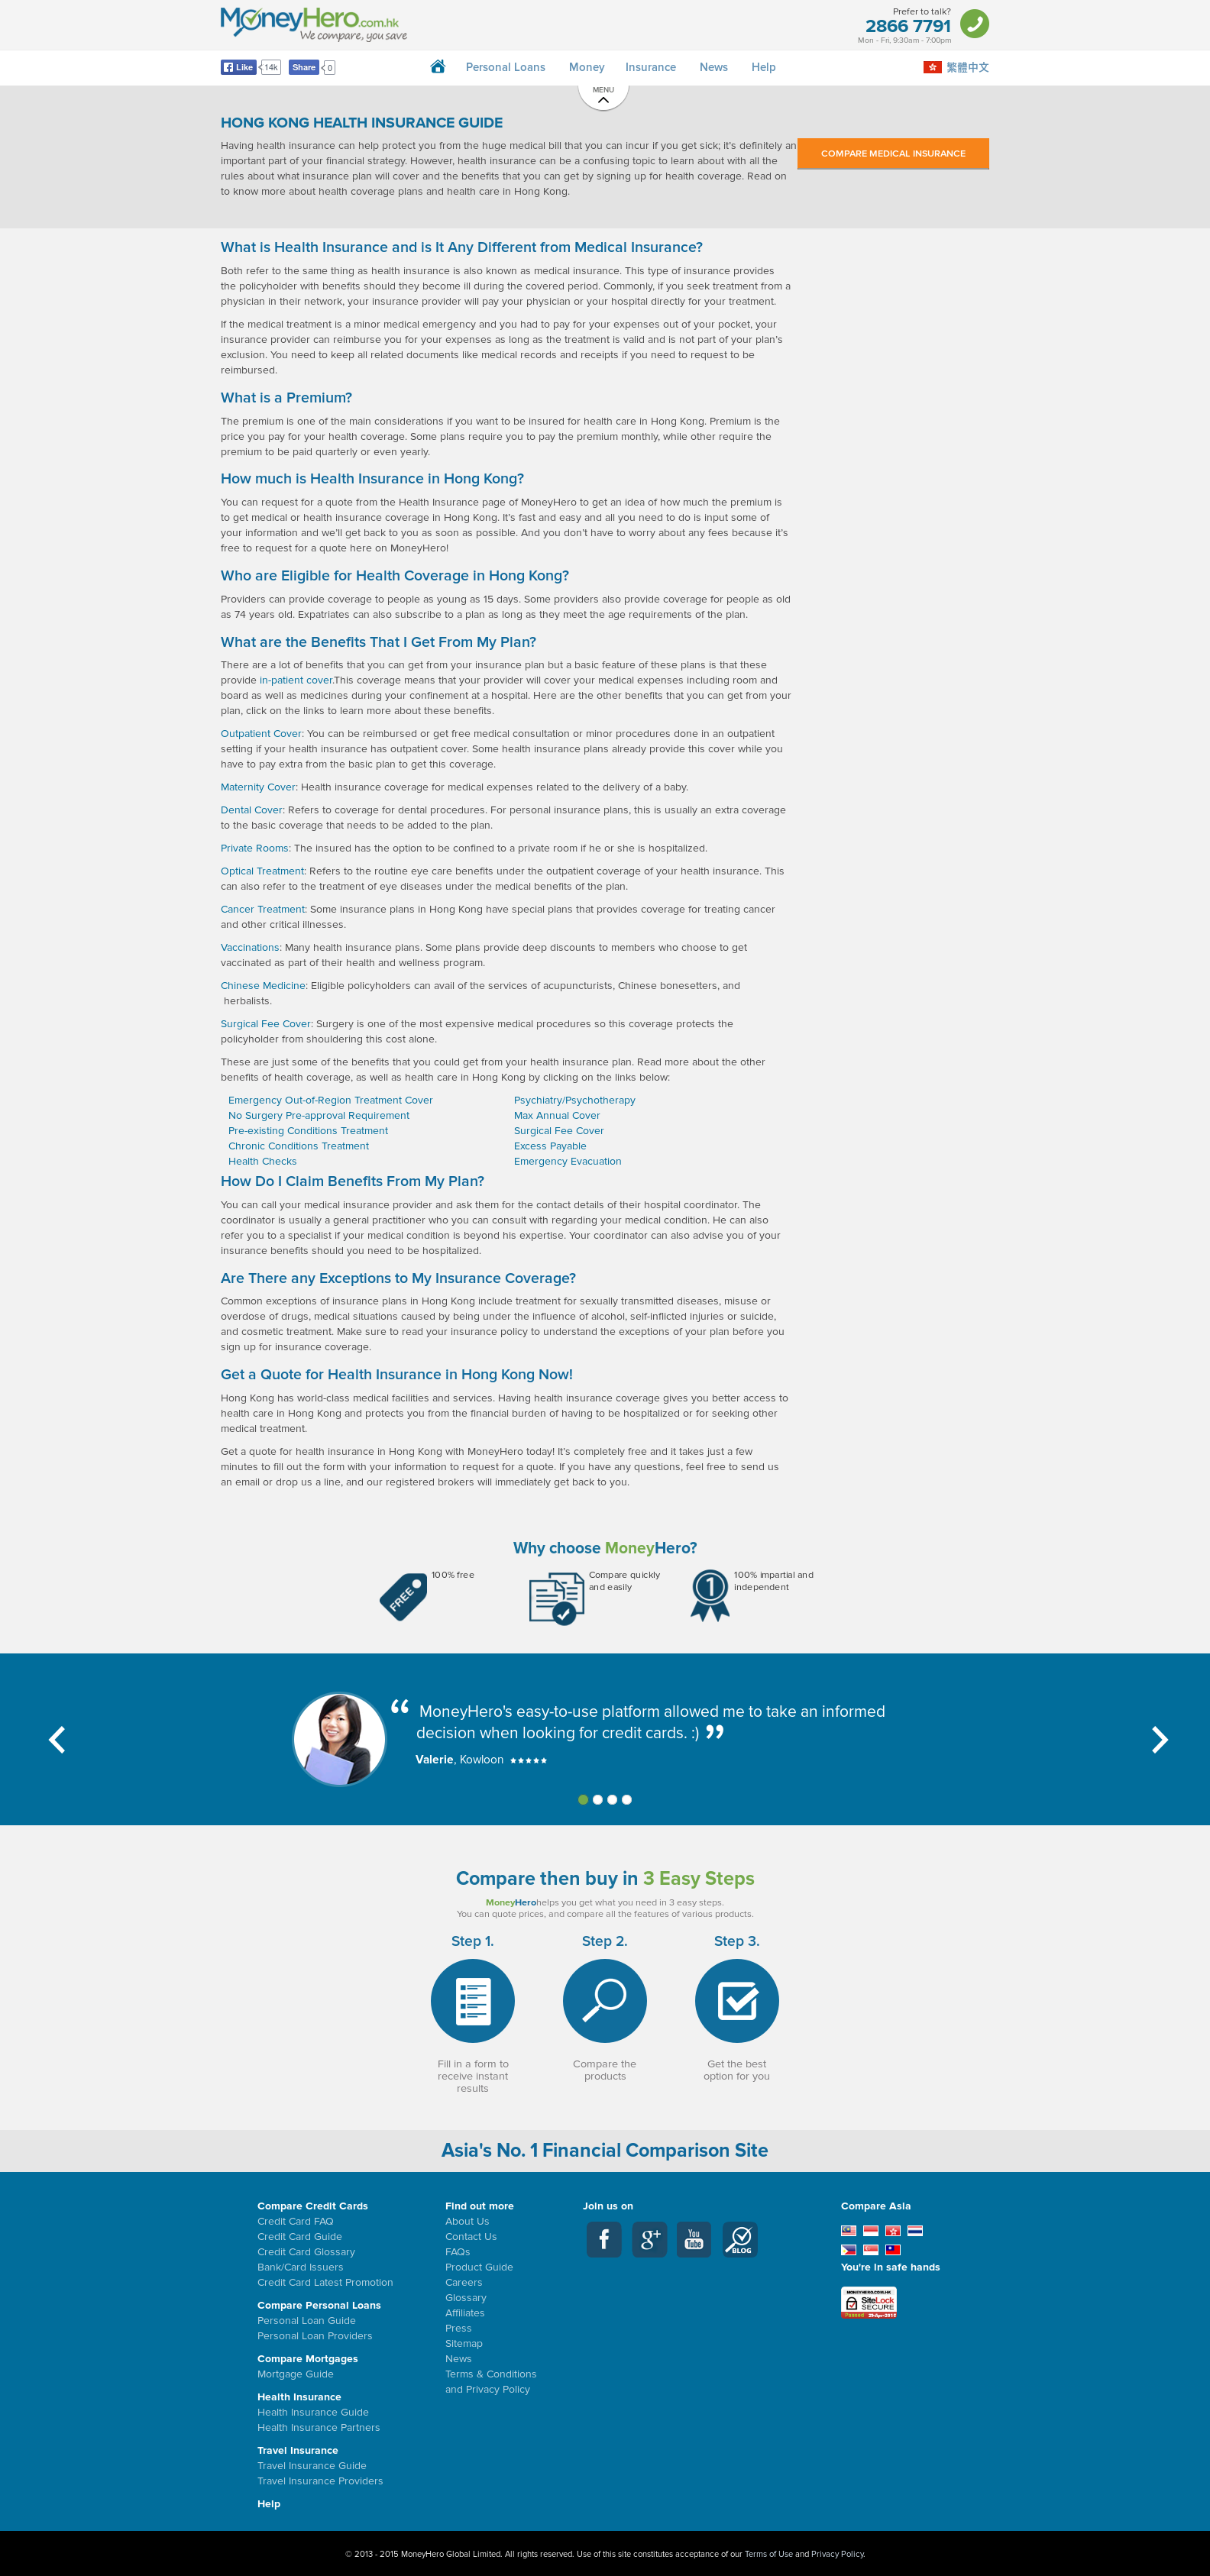 MoneyHero.com.hk
We compare, you save
Prefer to talk?
2866 7791
Mon - Fri, 9:30am - 7:00pm
Like 14k Share 0
Personal Loans Money Insurance News Help
繁體中文
MENU
HONG KONG HEALTH INSURANCE GUIDE
Having health insurance can help protect you from the huge medical bill that you can incur if you get sick; it's definitely an
important part of your financial strategy. However, health insurance can be a confusing topic to learn about with all the
rules about what insurance plan will cover and the benefits that you can get by signing up for health coverage. Read on
to know more about health coverage plans and health care in Hong Kong.
COMPARE MEDICAL INSURANCE
What is Health Insurance and is It Any Different from Medical Insurance?
Both refer to the same thing as health insurance is also known as medical insurance. This type of insurance provides
the policyholder with benefits should they become ill during the covered period. Commonly, if you seek treatment from a
physician in their network, your insurance provider will pay your physician or your hospital directly for your treatment.
If the medical treatment is a minor medical emergency and you had to pay for your expenses out of your pocket, your
insurance provider can reimburse you for your expenses as long as the treatment is valid and is not part of your plan's
exclusion. You need to keep all related documents like medical records and receipts if you need to request to be
reimbursed.
What is a Premium?
The premium is one of the main considerations if you want to be insured for health care in Hong Kong. Premium is the
price you pay for your health coverage. Some plans require you to pay the premium monthly, while other require the
premium to be paid quarterly or even yearly.
How much is Health Insurance in Hong Kong?
You can request for a quote from the Health Insurance page of MoneyHero to get an idea of how much the premium is
to get medical or health insurance coverage in Hong Kong. It's fast and easy and all you need to do is input some of
your information and we'll get back to you as soon as possible. And you don't have to worry about any fees because it's
free to request for a quote here on MoneyHero!
Who are Eligible for Health Coverage in Hong Kong?
Providers can provide coverage to people as young as 15 days. Some providers also provide coverage for people as old
as 74 years old. Expatriates can also subscribe to a plan as long as they meet the age requirements of the plan.
What are the Benefits That I Get From My Plan?
There are a lot of benefits that you can get from your insurance plan but a basic feature of these plans is that these
provide in-patient cover.This coverage means that your provider will cover your medical expenses including room and
board as well as medicines during your confinement at a hospital. Here are the other benefits that you can get from your
plan, click on the links to learn more about these benefits.
Outpatient Cover: You can be reimbursed or get free medical consultation or minor procedures done in an outpatient
setting if your health insurance has outpatient cover. Some health insurance plans already provide this cover while you
have to pay extra from the basic plan to get this coverage.
Maternity Cover: Health insurance coverage for medical expenses related to the delivery of a baby.
Dental Cover: Refers to coverage for dental procedures. For personal insurance plans, this is usually an extra coverage
to the basic coverage that needs to be added to the plan.
Private Rooms: The insured has the option to be confined to a private room if he or she is hospitalized.
Optical Treatment: Refers to the routine eye care benefits under the outpatient coverage of your health insurance. This
can also refer to the treatment of eye diseases under the medical benefits of the plan.
Cancer Treatment: Some insurance plans in Hong Kong have special plans that provides coverage for treating cancer
and other critical illnesses.
Vaccinations: Many health insurance plans. Some plans provide deep discounts to members who choose to get
vaccinated as part of their health and wellness program.
Chinese Medicine: Eligible policyholders can avail of the services of acupuncturists, Chinese bonesetters, and
herbalists.
Surgical Fee Cover: Surgery is one of the most expensive medical procedures so this coverage protects the
policyholder from shouldering this cost alone.
These are just some of the benefits that you could get from your health insurance plan. Read more about the other
benefits of health coverage, as well as health care in Hong Kong by clicking on the links below:
Emergency Out-of-Region Treatment Cover Psychiatry/Psychotherapy
No Surgery Pre-approval Requirement Max Annual Cover
Pre-existing Conditions Treatment Surgical Fee Cover
Chronic Conditions Treatment Excess Payable
Health Checks Emergency Evacuation
How Do I Claim Benefits From My Plan?
You can call your medical insurance provider and ask them for the contact details of their hospital coordinator. The
coordinator is usually a general practitioner who you can consult with regarding your medical condition. He can also
refer you to a specialist if your medical condition is beyond his expertise. Your coordinator can also advise you of your
insurance benefits should you need to be hospitalized.
Are There any Exceptions to My Insurance Coverage?
Common exceptions of insurance plans in Hong Kong include treatment for sexually transmitted diseases, misuse or
overdose of drugs, medical situations caused by being under the influence of alcohol, self-inflicted injuries or suicide,
and cosmetic treatment. Make sure to read your insurance policy to understand the exceptions of your plan before you
sign up for insurance coverage.
Get a Quote for Health Insurance in Hong Kong Now!
Hong Kong has world-class medical facilities and services. Having health insurance coverage gives you better access to
health care in Hong Kong and protects you from the financial burden of having to be hospitalized or for seeking other
medical treatment.
Get a quote for health insurance in Hong Kong with MoneyHero today! It's completely free and it takes just a few
minutes to fill out the form with your information to request for a quote. If you have any questions, feel free to send us
an email or drop us a line, and our registered brokers will immediately get back to you.
Why choose MoneyHero?
FREE
100% free
Compare quickly
and easily
1
100% impartial and
independent
“ MoneyHero's easy-to-use platform allowed me to take an informed
decision when looking for credit cards. :) ”
Valerie, Kowloon ★★★★★
Compare then buy in 3 Easy Steps
MoneyHerohelps you get what you need in 3 easy steps.
You can quote prices, and compare all the features of various products.
Step 1. Step 2. Step 3.
Fill in a form to
receive instant
results
Compare the
products
Get the best
option for you
Asia's No. 1 Financial Comparison Site
Compare Credit Cards
Credit Card FAQ
Credit Card Guide
Credit Card Glossary
Bank/Card Issuers
Credit Card Latest Promotion
Compare Personal Loans
Personal Loan Guide
Personal Loan Providers
Compare Mortgages
Mortgage Guide
Health Insurance
Health Insurance Guide
Health Insurance Partners
Travel Insurance
Travel Insurance Guide
Travel Insurance Providers
Help
Find out more
About Us
Contact Us
FAQs
Product Guide
Careers
Glossary
Affiliates
Press
Sitemap
News
Terms & Conditions
and Privacy Policy
Join us on
f g+ You Tube BLOG
Compare Asia
You're in safe hands
MONEYHERO.COM.HK
SiteLock
SECURE
Passed 29-Apr-2015
© 2013 - 2015 MoneyHero Global Limited. All rights reserved. Use of this site constitutes acceptance of our Terms of Use and Privacy Policy.